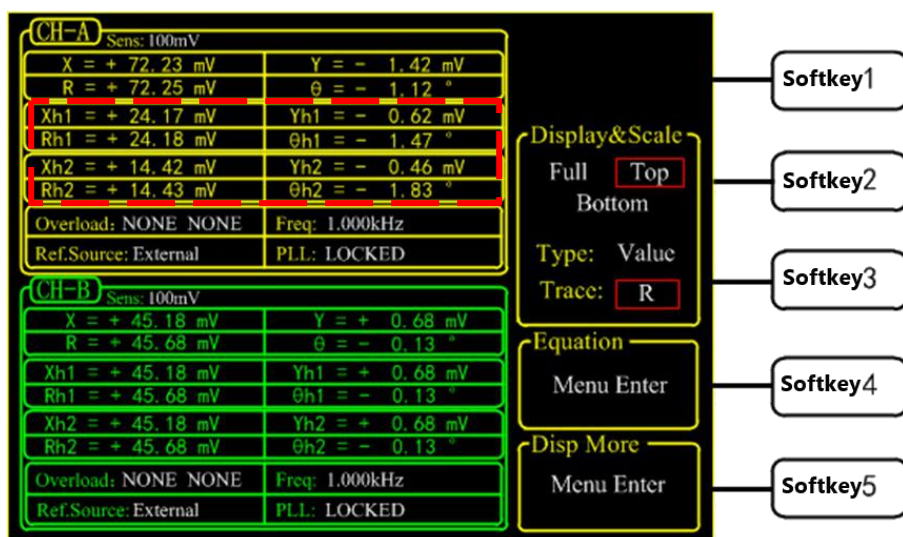 CH-A Sens: 100mV
X = + 72.23 mV Y = - 1.42 mV
R = + 72.25 mV θ = - 1.12 °
Xh1 = + 24.17 mV Yh1 = - 0.62 mV
Rh1 = + 24.18 mV θh1 = - 1.47 °
Xh2 = + 14.42 mV Yh2 = - 0.46 mV
Rh2 = + 14.43 mV θh2 = - 1.83 °
Overload: NONE NONE Freq: 1.000kHz
Ref.Source: External PLL: LOCKED
CH-B Sens: 100mV
X = + 45.18 mV Y = + 0.68 mV
R = + 45.68 mV θ = - 0.13 °
Xh1 = + 45.18 mV Yh1 = + 0.68 mV
Rh1 = + 45.68 mV θh1 = - 0.13 °
Xh2 = + 45.18 mV Yh2 = + 0.68 mV
Rh2 = + 45.68 mV θh2 = - 0.13 °
Overload: NONE NONE Freq: 1.000kHz
Ref.Source: External PLL: LOCKED
Display&Scale
Full Top
Bottom
Type: Value
Trace: R
Equation
Menu Enter
Disp More
Menu Enter
Softkey1
Softkey2
Softkey3
Softkey4
Softkey5